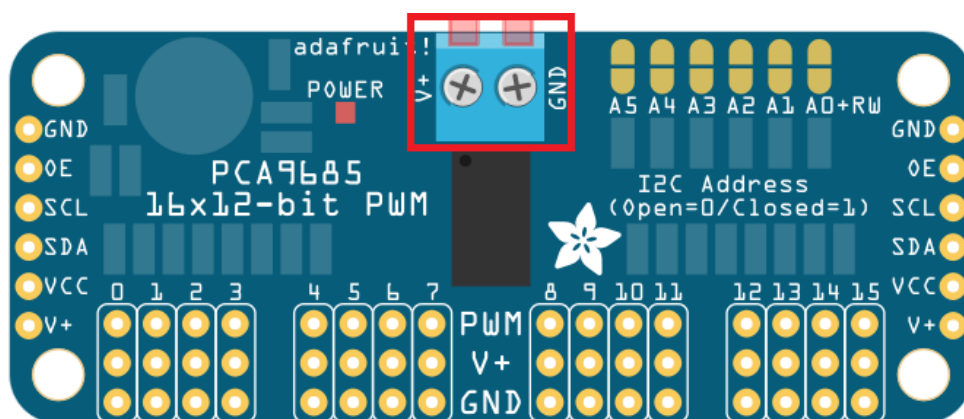 adafruit!
V+
GND
POWER
A5 A4 A3 A2 A1 A0+RW
GND
OE
SCL
SDA
VCC
V+
PCA9685
16x12-bit PWM
I2C Address
(Open=0/Closed=1)
GND
OE
SCL
SDA
VCC
V+
0 1 2 3 4 5 6 7 8 9 10 11 12 13 14 15
PWM
V+
GND